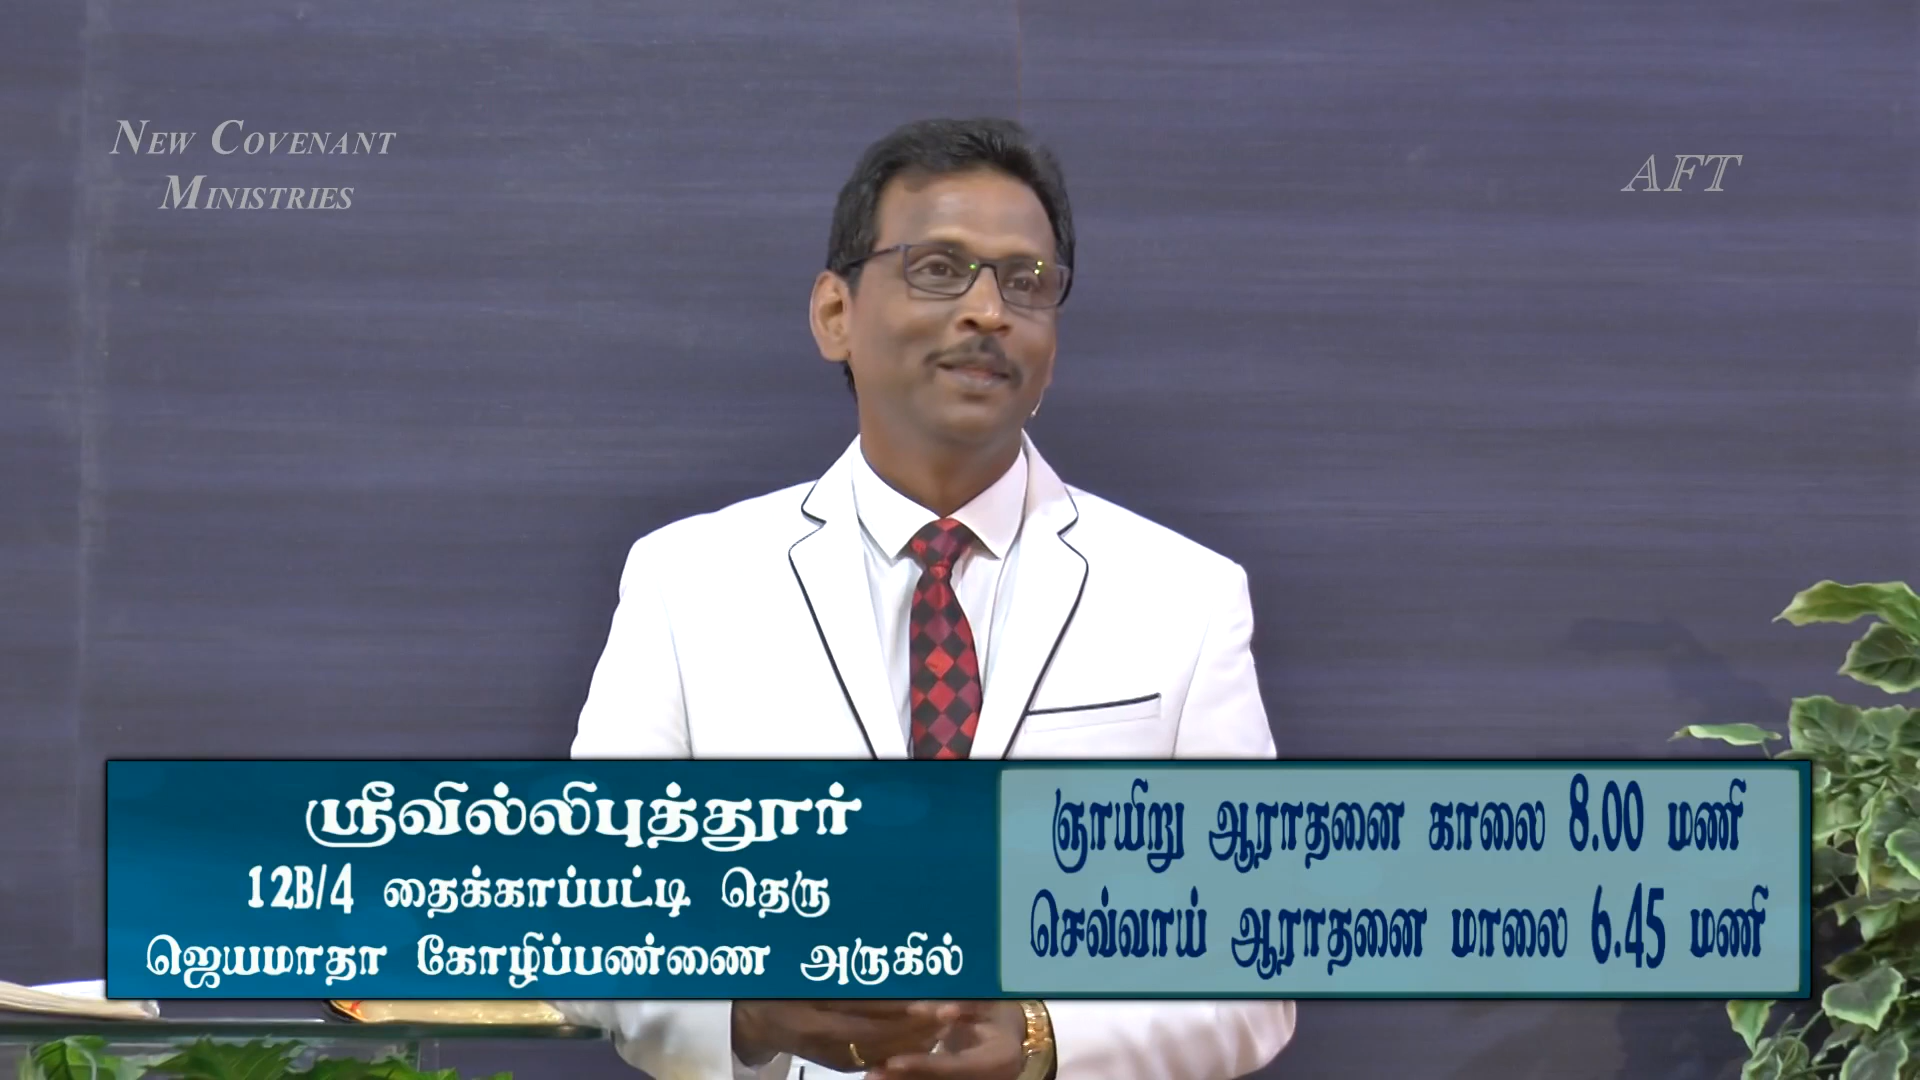 NEW COVENANT
MINISTRIES
AFT
ஸ்ரீவில்லிபுத்தூர்
12B/4 தைக்காப்பட்டி தெரு
ஜெயமாதா கோழிப்பண்ணை அருகில்
ஞாயிறு ஆராதனை காலை 8.00 மணி
செவ்வாய் ஆராதனை மாலை 6.45 மணி